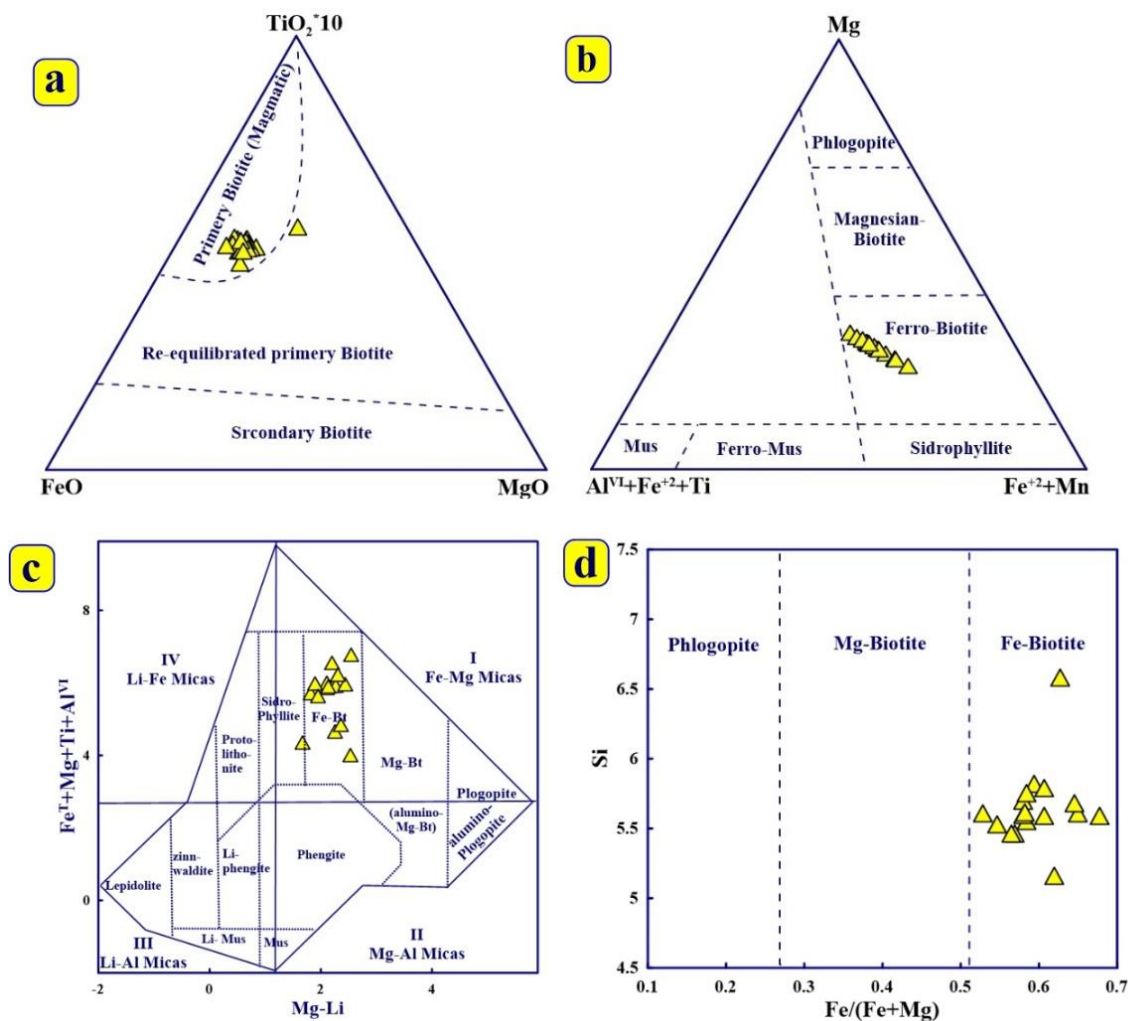 a
TiO₂*10
Primery Biotite (Magmatic)
Re-equilibrated primery Biotite
Srcondary Biotite
FeO
MgO
b
Mg
Phlogopite
Magnesian-
Biotite
Ferro-Biotite
Mus
Ferro-Mus
Sidrophyllite
Al^VI+Fe⁺²+Ti
Fe⁺²+Mn
c
Fe^T+Mg+Ti+Al^VI
8
4
0
IV
Li-Fe Micas
I
Fe-Mg Micas
Sidro-
Phyllite
Fe-Bt
Proto-
litho-
nite
Mg-Bt
Plogopite
(alumino-
Mg-Bt)
alumino-
Plogopite
zinn-
waldite
Li-
phengite
Phengite
Lepidolite
Li- Mus
Mus
III
Li-Al Micas
II
Mg-Al Micas
-2 0 2 4
Mg-Li
d
Si
7.5
7
6.5
6
5.5
5
4.5
Phlogopite
Mg-Biotite
Fe-Biotite
0.1 0.2 0.3 0.4 0.5 0.6 0.7
Fe/(Fe+Mg)